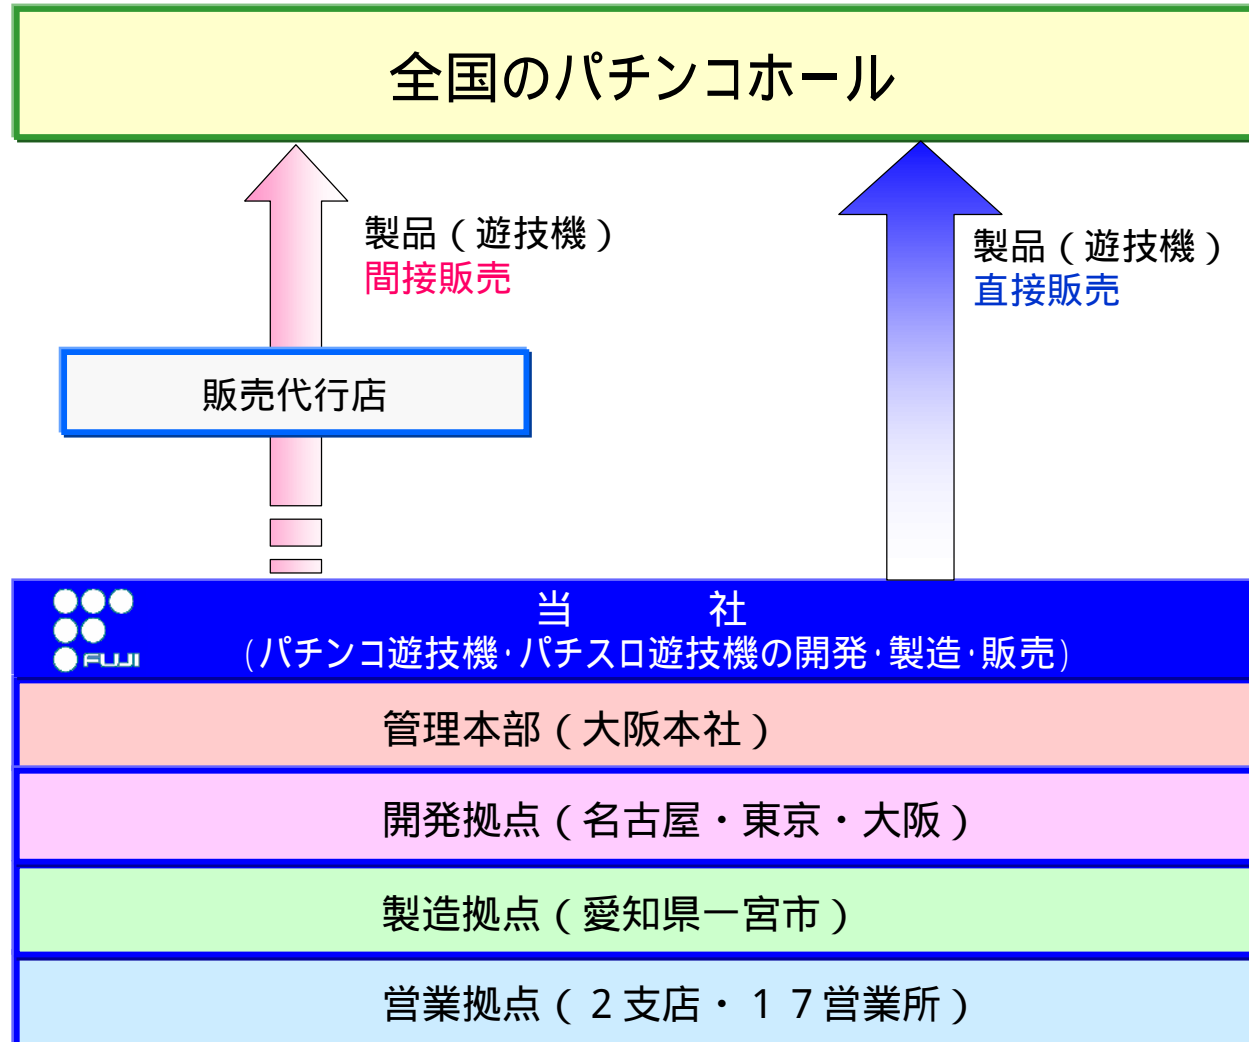 全国のパチンコホール
製品（遊技機）
間接販売
製品（遊技機）
直接販売
販売代行店
FUJI
当　　　社
(パチンコ遊技機・パチスロ遊技機の開発・製造・販売)
管理本部（大阪本社）
開発拠点（名古屋・東京・大阪）
製造拠点（愛知県一宮市）
営業拠点（２支店・１７営業所）